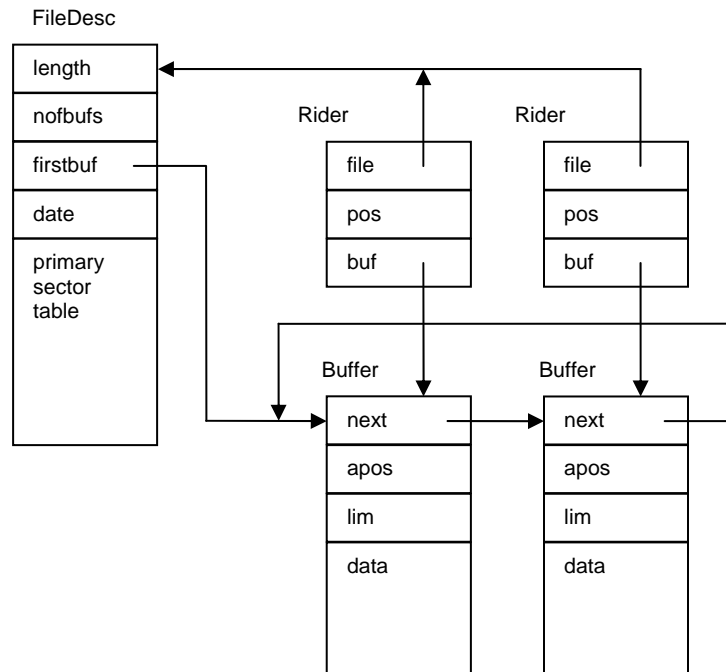 FileDesc
length
nofbufs
firstbuf
date
primary
sector
table
Rider
file
pos
buf
Rider
file
pos
buf
Buffer
next
apos
lim
data
Buffer
next
apos
lim
data